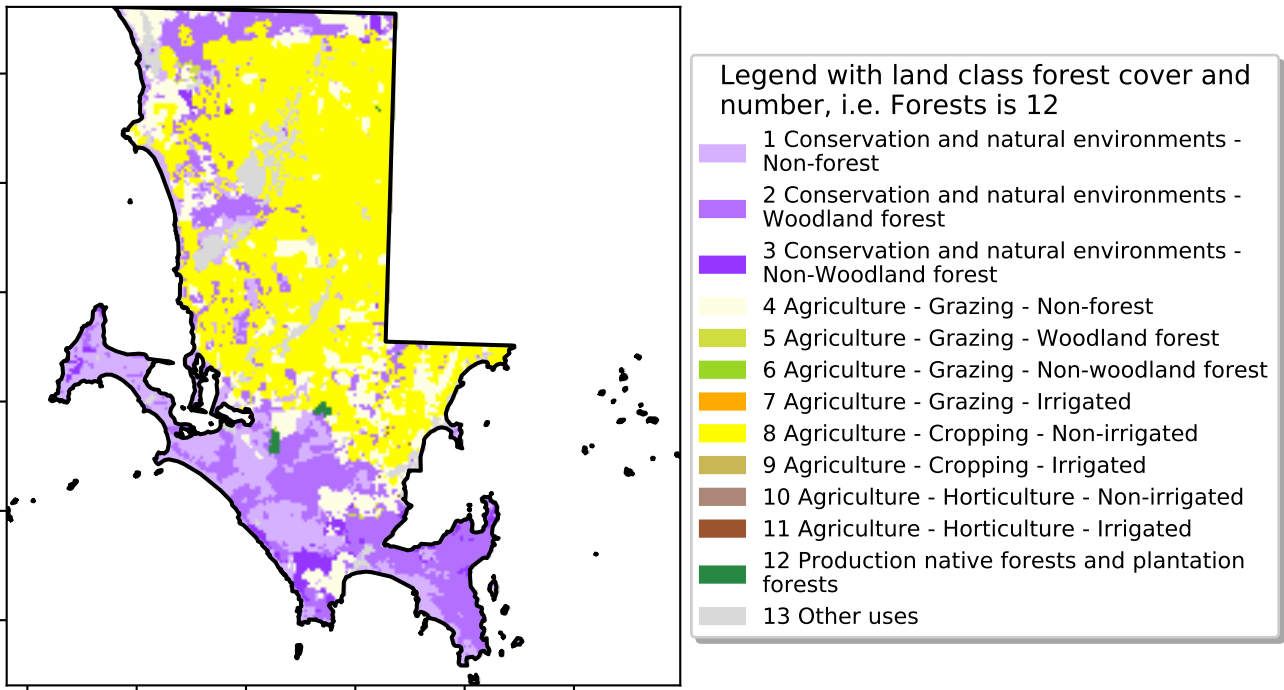 Legend with land class forest cover and
number, i.e. Forests is 12
1 Conservation and natural environments -
Non-forest
2 Conservation and natural environments -
Woodland forest
3 Conservation and natural environments -
Non-Woodland forest
4 Agriculture - Grazing - Non-forest
5 Agriculture - Grazing - Woodland forest
6 Agriculture - Grazing - Non-woodland forest
7 Agriculture - Grazing - Irrigated
8 Agriculture - Cropping - Non-irrigated
9 Agriculture - Cropping - Irrigated
10 Agriculture - Horticulture - Non-irrigated
11 Agriculture - Horticulture - Irrigated
12 Production native forests and plantation
forests
13 Other uses